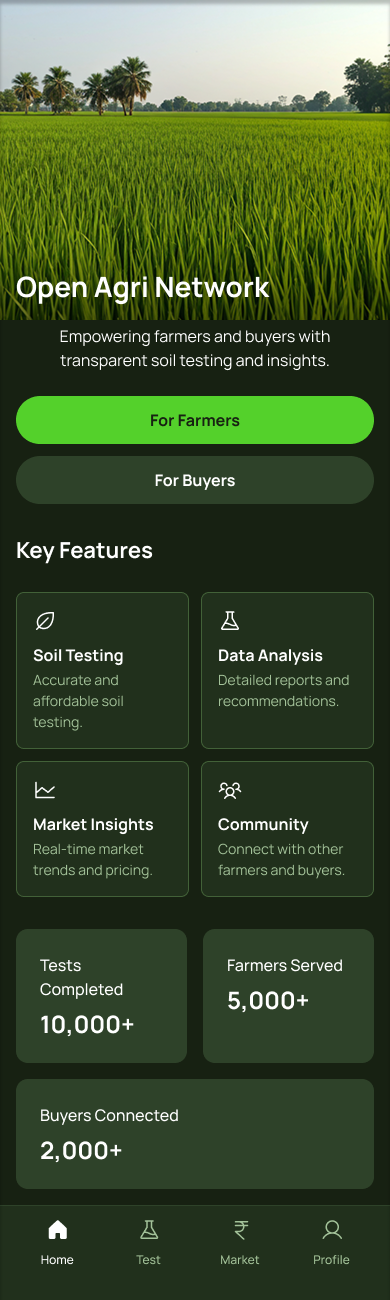 Open Agri Network
Empowering farmers and buyers with
transparent soil testing and insights.
For Farmers
For Buyers
Key Features
Soil Testing
Accurate and
affordable soil
testing.
Data Analysis
Detailed reports and
recommendations.
Market Insights
Real-time market
trends and pricing.
Community
Connect with other
farmers and buyers.
Tests
Completed
10,000+
Farmers Served
5,000+
Buyers Connected
2,000+
Home
Test
Market
Profile